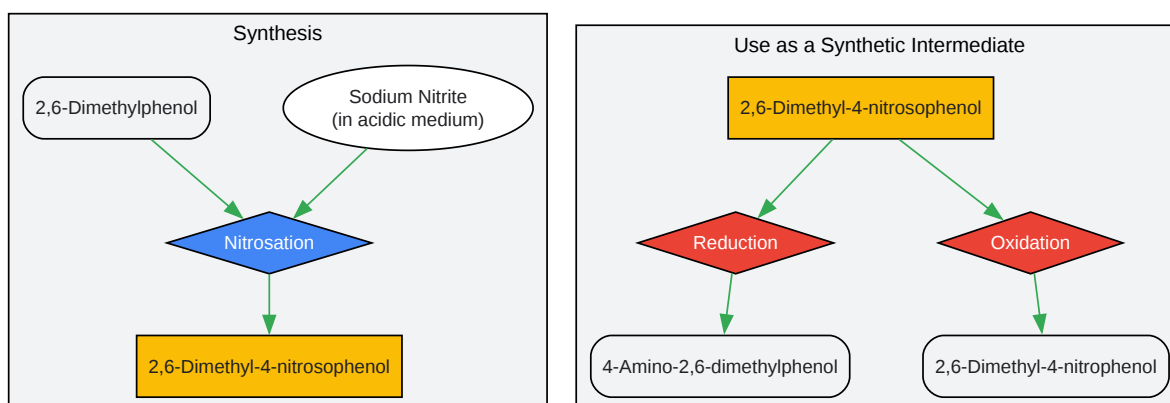 Synthesis
2,6-Dimethylphenol
Sodium Nitrite
(in acidic medium)
Nitrosation
2,6-Dimethyl-4-nitrosophenol
Use as a Synthetic Intermediate
2,6-Dimethyl-4-nitrosophenol
Reduction
Oxidation
4-Amino-2,6-dimethylphenol
2,6-Dimethyl-4-nitrophenol